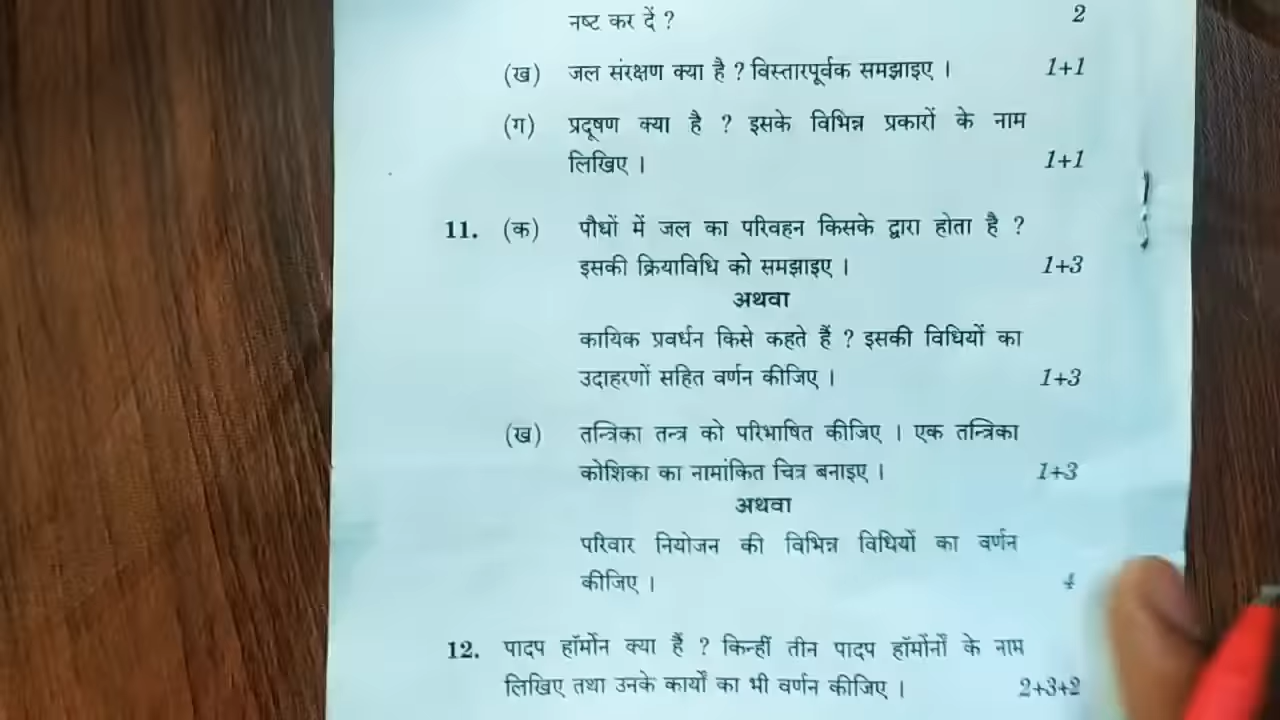 नष्ट कर दें ? 2
(ख) जल संरक्षण क्या है ? विस्तारपूर्वक समझाइए । 1+1
(ग) प्रदूषण क्या है ? इसके विभिन्न प्रकारों के नाम
लिखिए । 1+1
11. (क) पौधों में जल का परिवहन किसके द्वारा होता है ?
इसकी क्रियाविधि को समझाइए । 1+3
अथवा
कायिक प्रवर्धन किसे कहते हैं ? इसकी विधियों का
उदाहरणों सहित वर्णन कीजिए । 1+3
(ख) तन्त्रिका तन्त्र को परिभाषित कीजिए । एक तन्त्रिका
कोशिका का नामांकित चित्र बनाइए । 1+3
अथवा
परिवार नियोजन की विभिन्न विधियों का वर्णन
कीजिए । 4
12. पादप हॉर्मोन क्या हैं ? किन्हीं तीन पादप हॉर्मोनों के नाम
लिखिए तथा उनके कार्यों का भी वर्णन कीजिए । 2+3+2